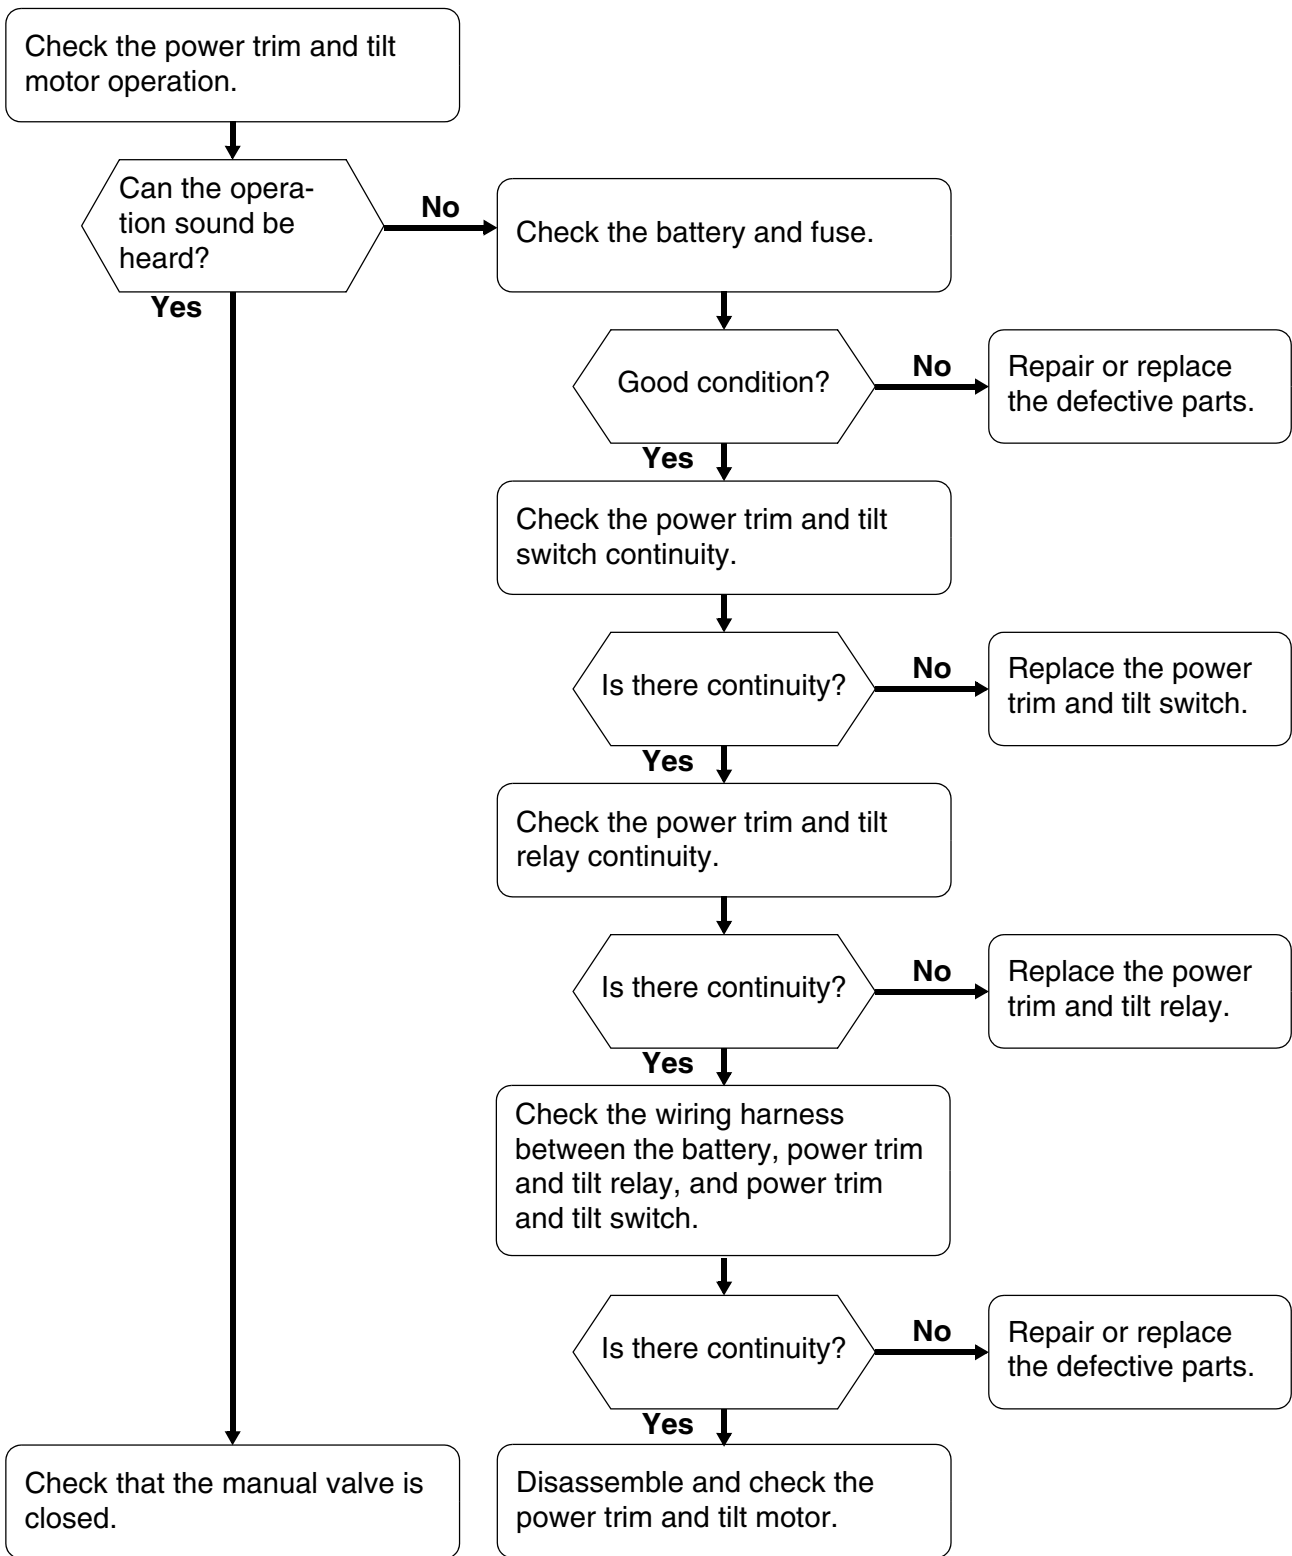 Check the power trim and tilt
motor operation.
Can the opera-
tion sound be
heard?
No
Check the battery and fuse.
Yes
Good condition?
No
Repair or replace
the defective parts.
Yes
Check the power trim and tilt
switch continuity.
Is there continuity?
No
Replace the power
trim and tilt switch.
Yes
Check the power trim and tilt
relay continuity.
Is there continuity?
No
Replace the power
trim and tilt relay.
Yes
Check the wiring harness
between the battery, power trim
and tilt relay, and power trim
and tilt switch.
Is there continuity?
No
Repair or replace
the defective parts.
Yes
Check that the manual valve is
closed.
Disassemble and check the
power trim and tilt motor.